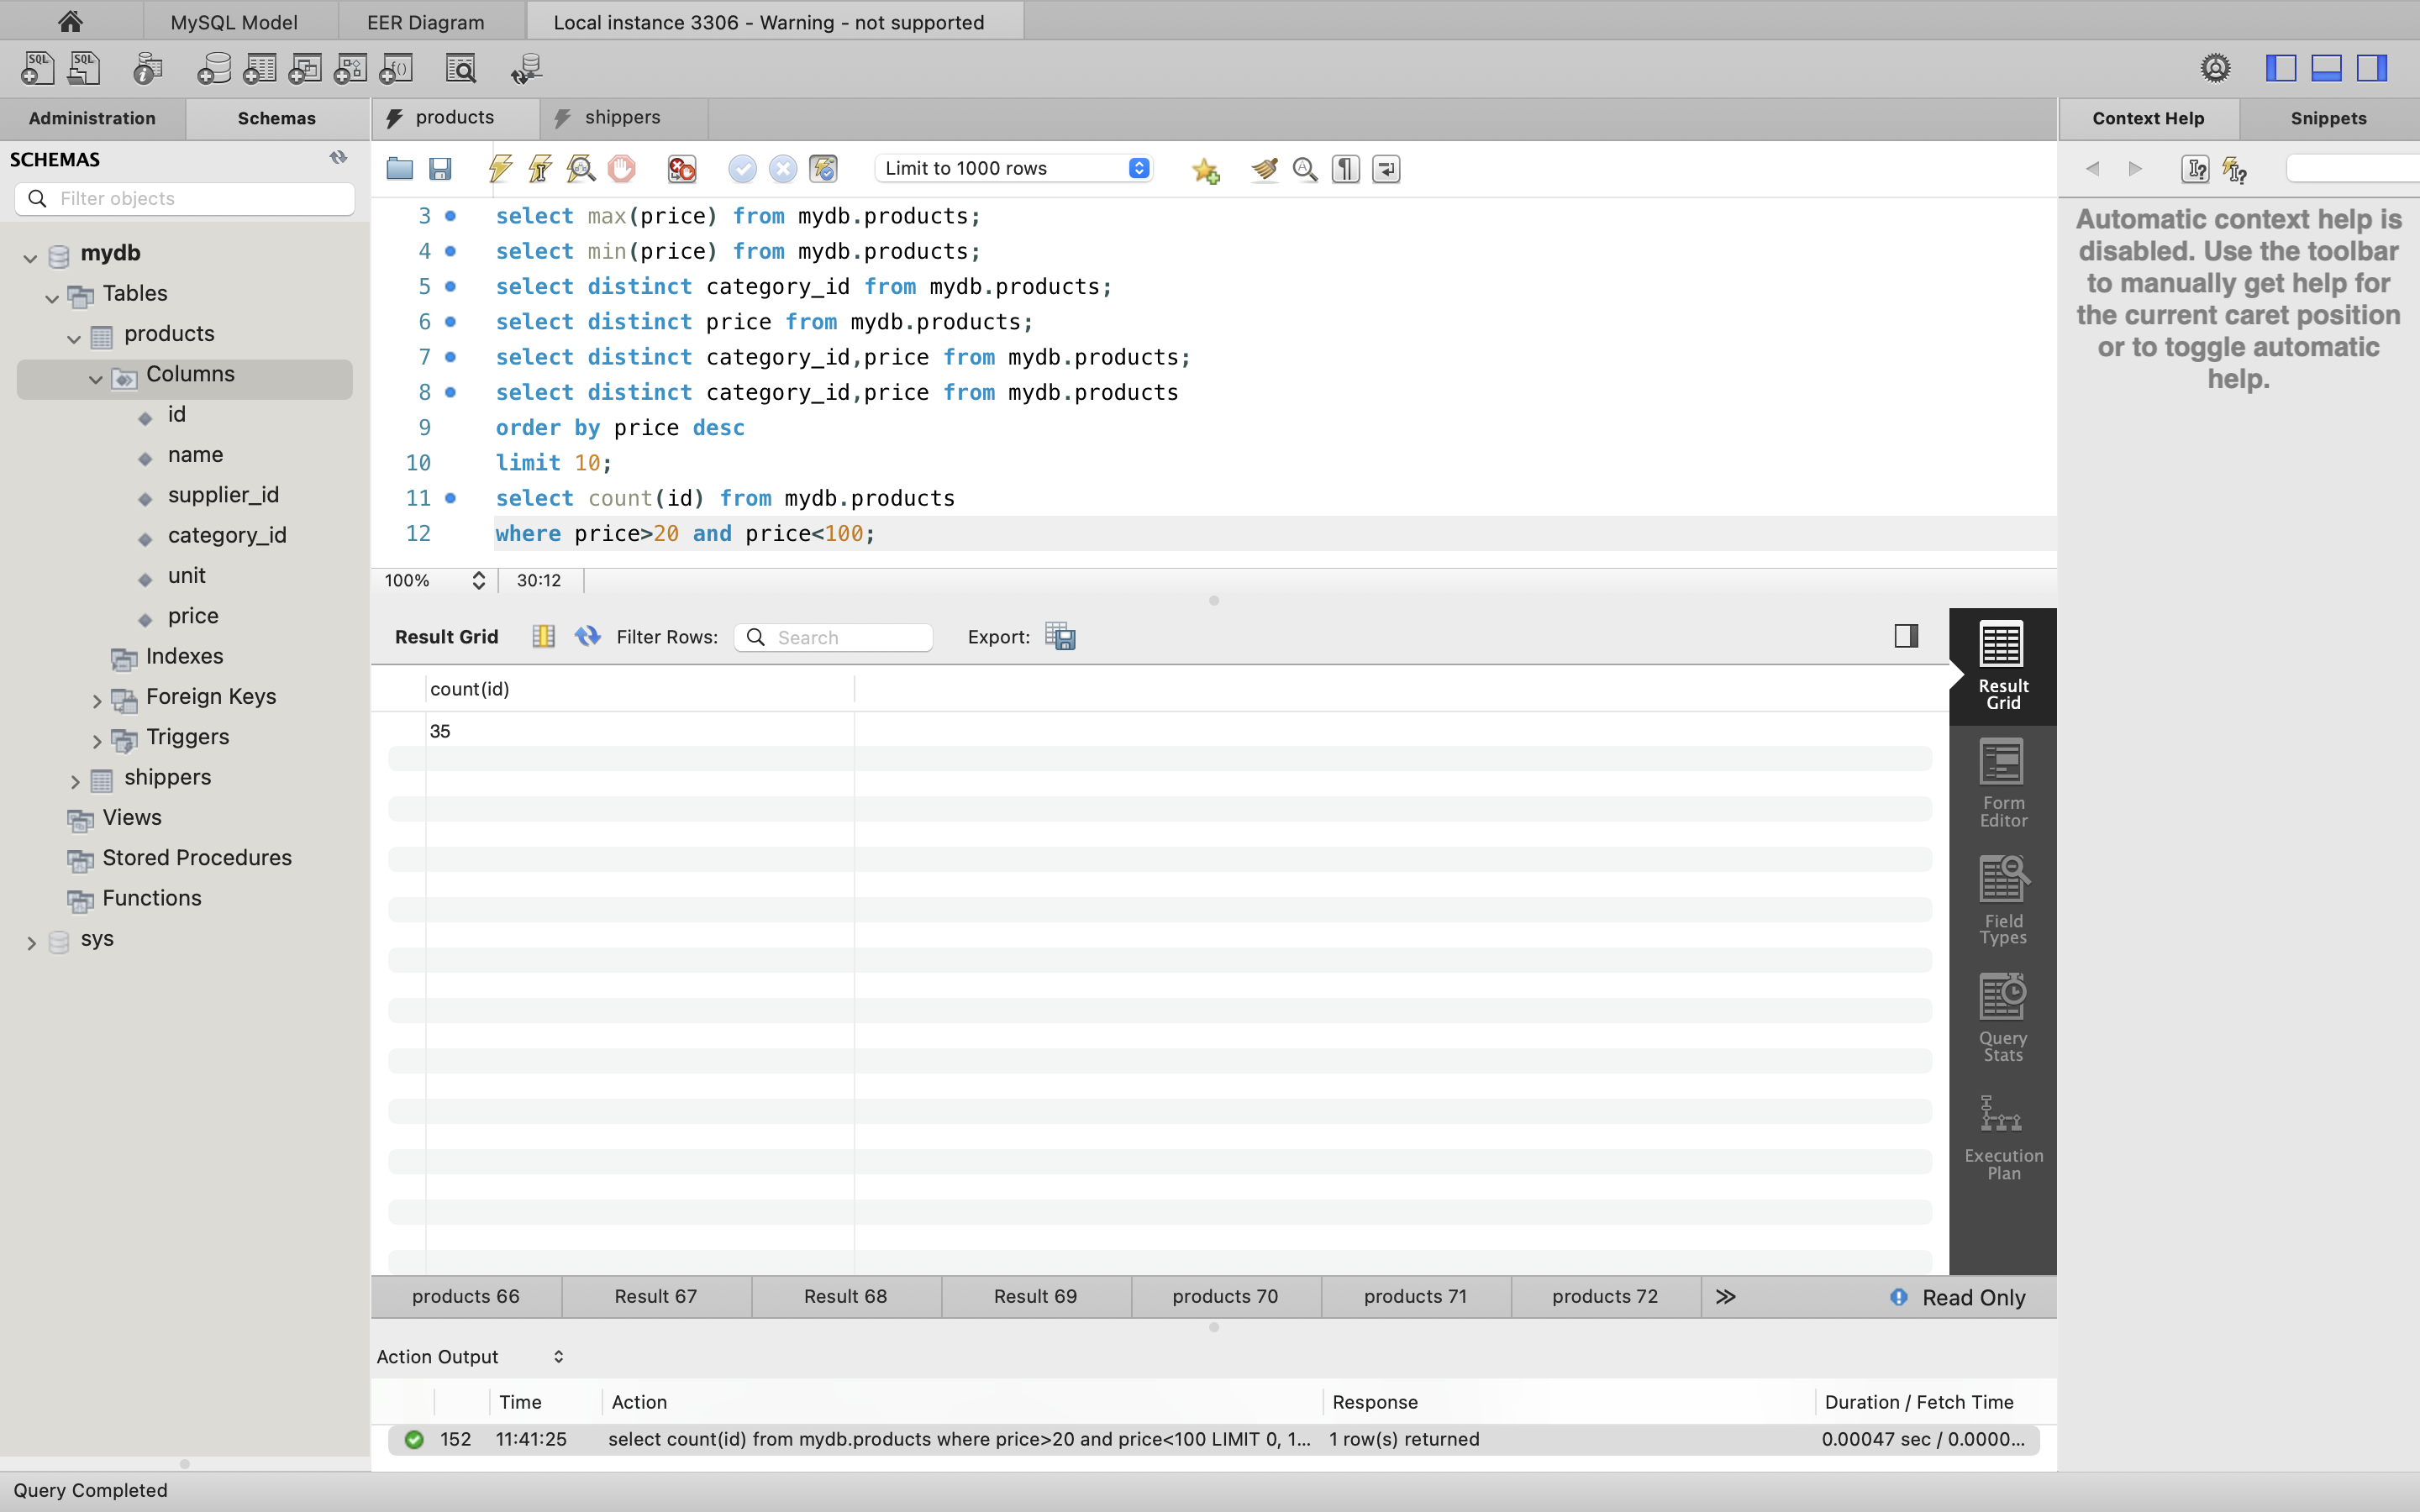 MySQL Model
EER Diagram
Local instance 3306 - Warning - not supported
Administration
Schemas
products
shippers
Context Help
Snippets
SCHEMAS
Filter objects
mydb
Tables
products
Columns
id
name
supplier_id
category_id
unit
price
Indexes
Foreign Keys
Triggers
shippers
Views
Stored Procedures
Functions
sys
Limit to 1000 rows
3 select max(price) from mydb.products;
4 select min(price) from mydb.products;
5 select distinct category_id from mydb.products;
6 select distinct price from mydb.products;
7 select distinct category_id,price from mydb.products;
8 select distinct category_id,price from mydb.products
9 order by price desc
10 limit 10;
11 select count(id) from mydb.products
12 where price>20 and price<100;
100% 30:12
Automatic context help is
disabled. Use the toolbar
to manually get help for
the current caret position
or to toggle automatic
help.
Result Grid Filter Rows: Search Export:
count(id)
35
Result
Grid
Form
Editor
Field
Types
Query
Stats
Execution
Plan
products 66 Result 67 Result 68 Result 69 products 70 products 71 products 72 Read Only
Action Output
Time Action Response Duration / Fetch Time
152 11:41:25 select count(id) from mydb.products where price>20 and price<100 LIMIT 0, 1... 1 row(s) returned 0.00047 sec / 0.0000...
Query Completed